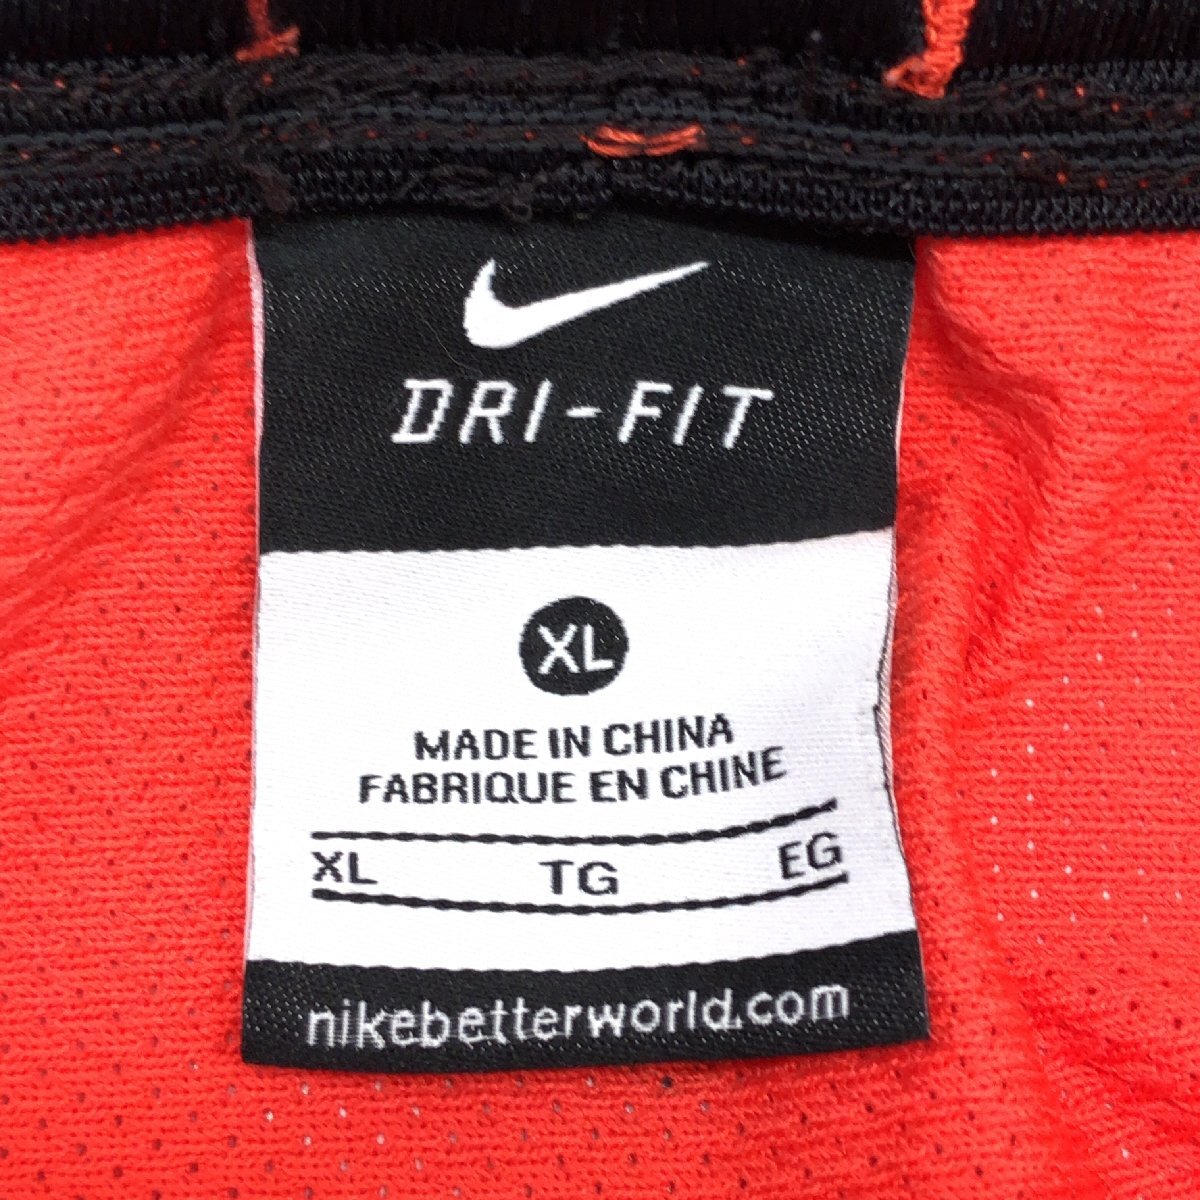 DRI-FIT
XL
MADE IN CHINA
FABRIQUE EN CHINE
XL TG EG
nikebetterworld.com